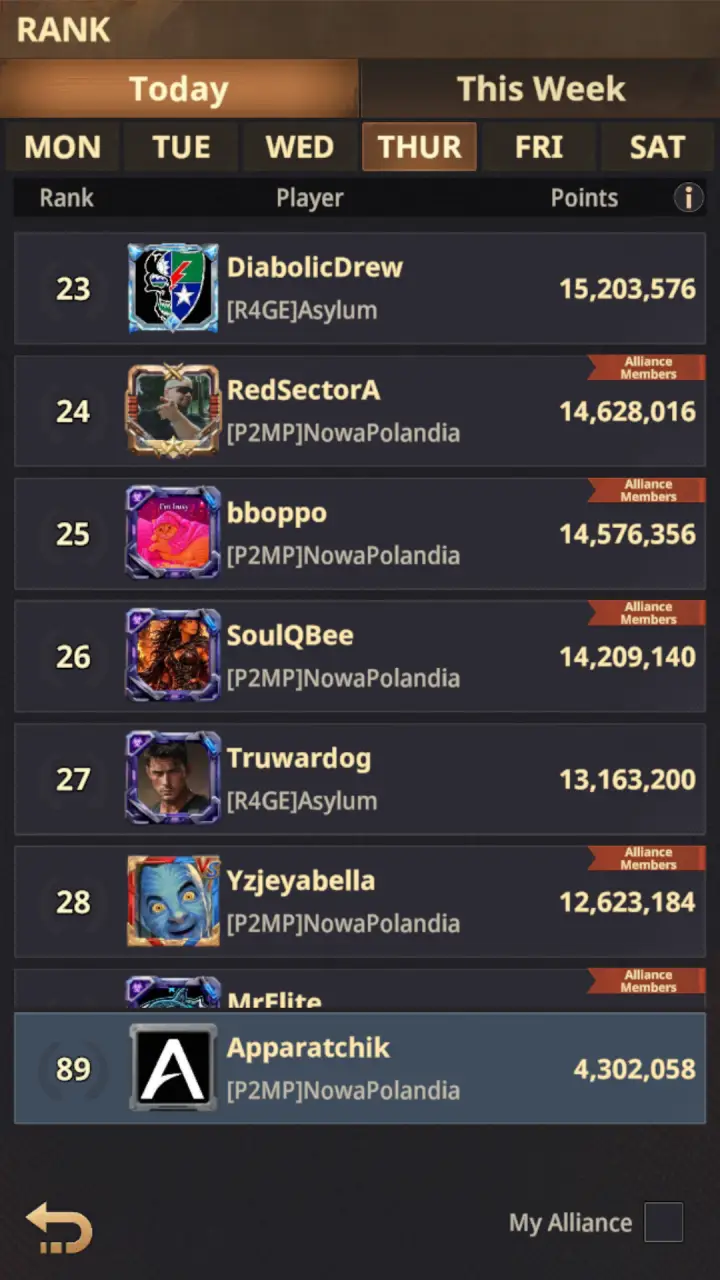 RANK
Today
This Week
MON TUE WED THUR FRI SAT
Rank Player Points i
23 DiabolicDrew 15,203,576
[R4GE]Asylum
Alliance Members
24 RedSectorA 14,628,016
[P2MP]NowaPolandia
Alliance Members
25 I'm busy bboppo 14,576,356
[P2MP]NowaPolandia
Alliance Members
26 SoulQBee 14,209,140
[P2MP]NowaPolandia
27 Truwardog 13,163,200
[R4GE]Asylum
Alliance Members
28 VS Yzjeyabella 12,623,184
[P2MP]NowaPolandia
Alliance Members
MrElite
89 A Apparatchik 4,302,058
[P2MP]NowaPolandia
My Alliance